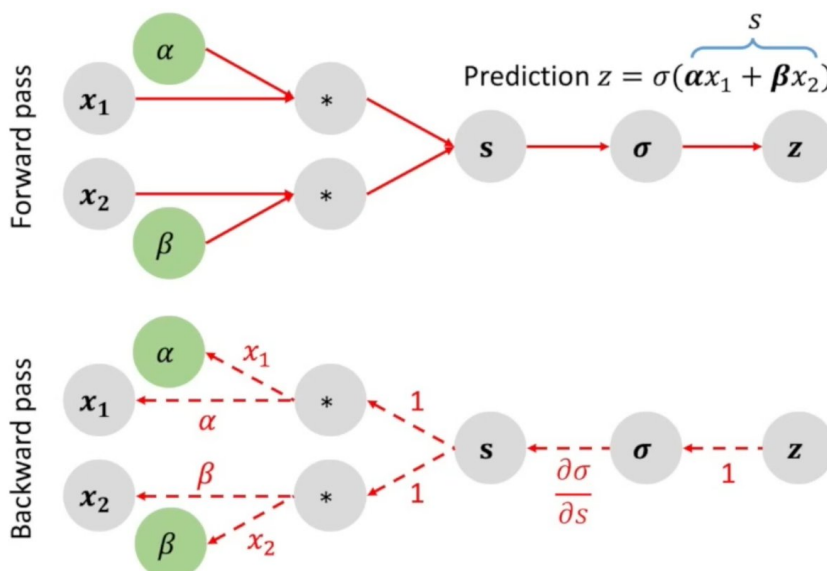 s
Prediction z = σ(αx₁ + βx₂)
Forward pass
α
x₁
*
s
σ
z
x₂
*
β
Backward pass
α
x₁
x₁
α
*
1
s
∂σ
∂s
σ
1
z
β
x₂
*
1
x₂
β